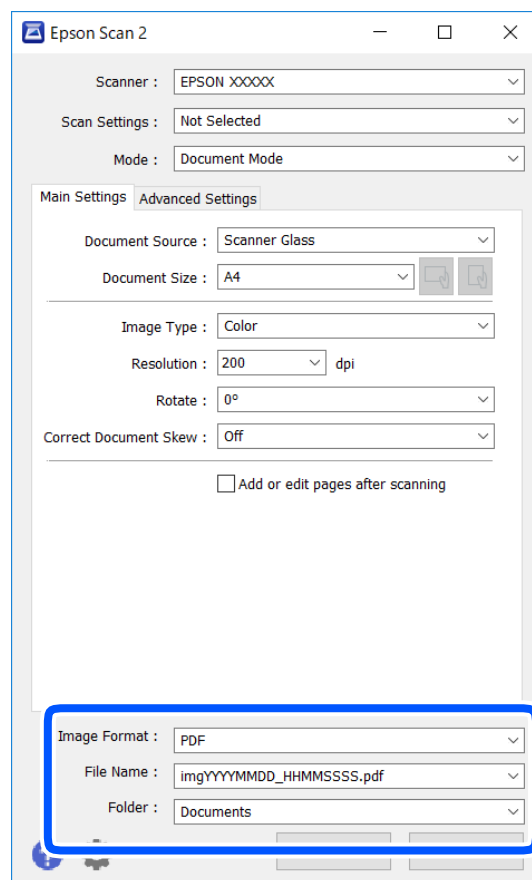 Epson Scan 2
Scanner : EPSON XXXXX
Scan Settings : Not Selected
Mode : Document Mode
Main Settings Advanced Settings
Document Source : Scanner Glass
Document Size : A4
Image Type : Color
Resolution : 200 dpi
Rotate : 0°
Correct Document Skew : Off
Add or edit pages after scanning
Image Format : PDF
File Name : imgYYYYMMDD_HHMMSSSS.pdf
Folder : Documents